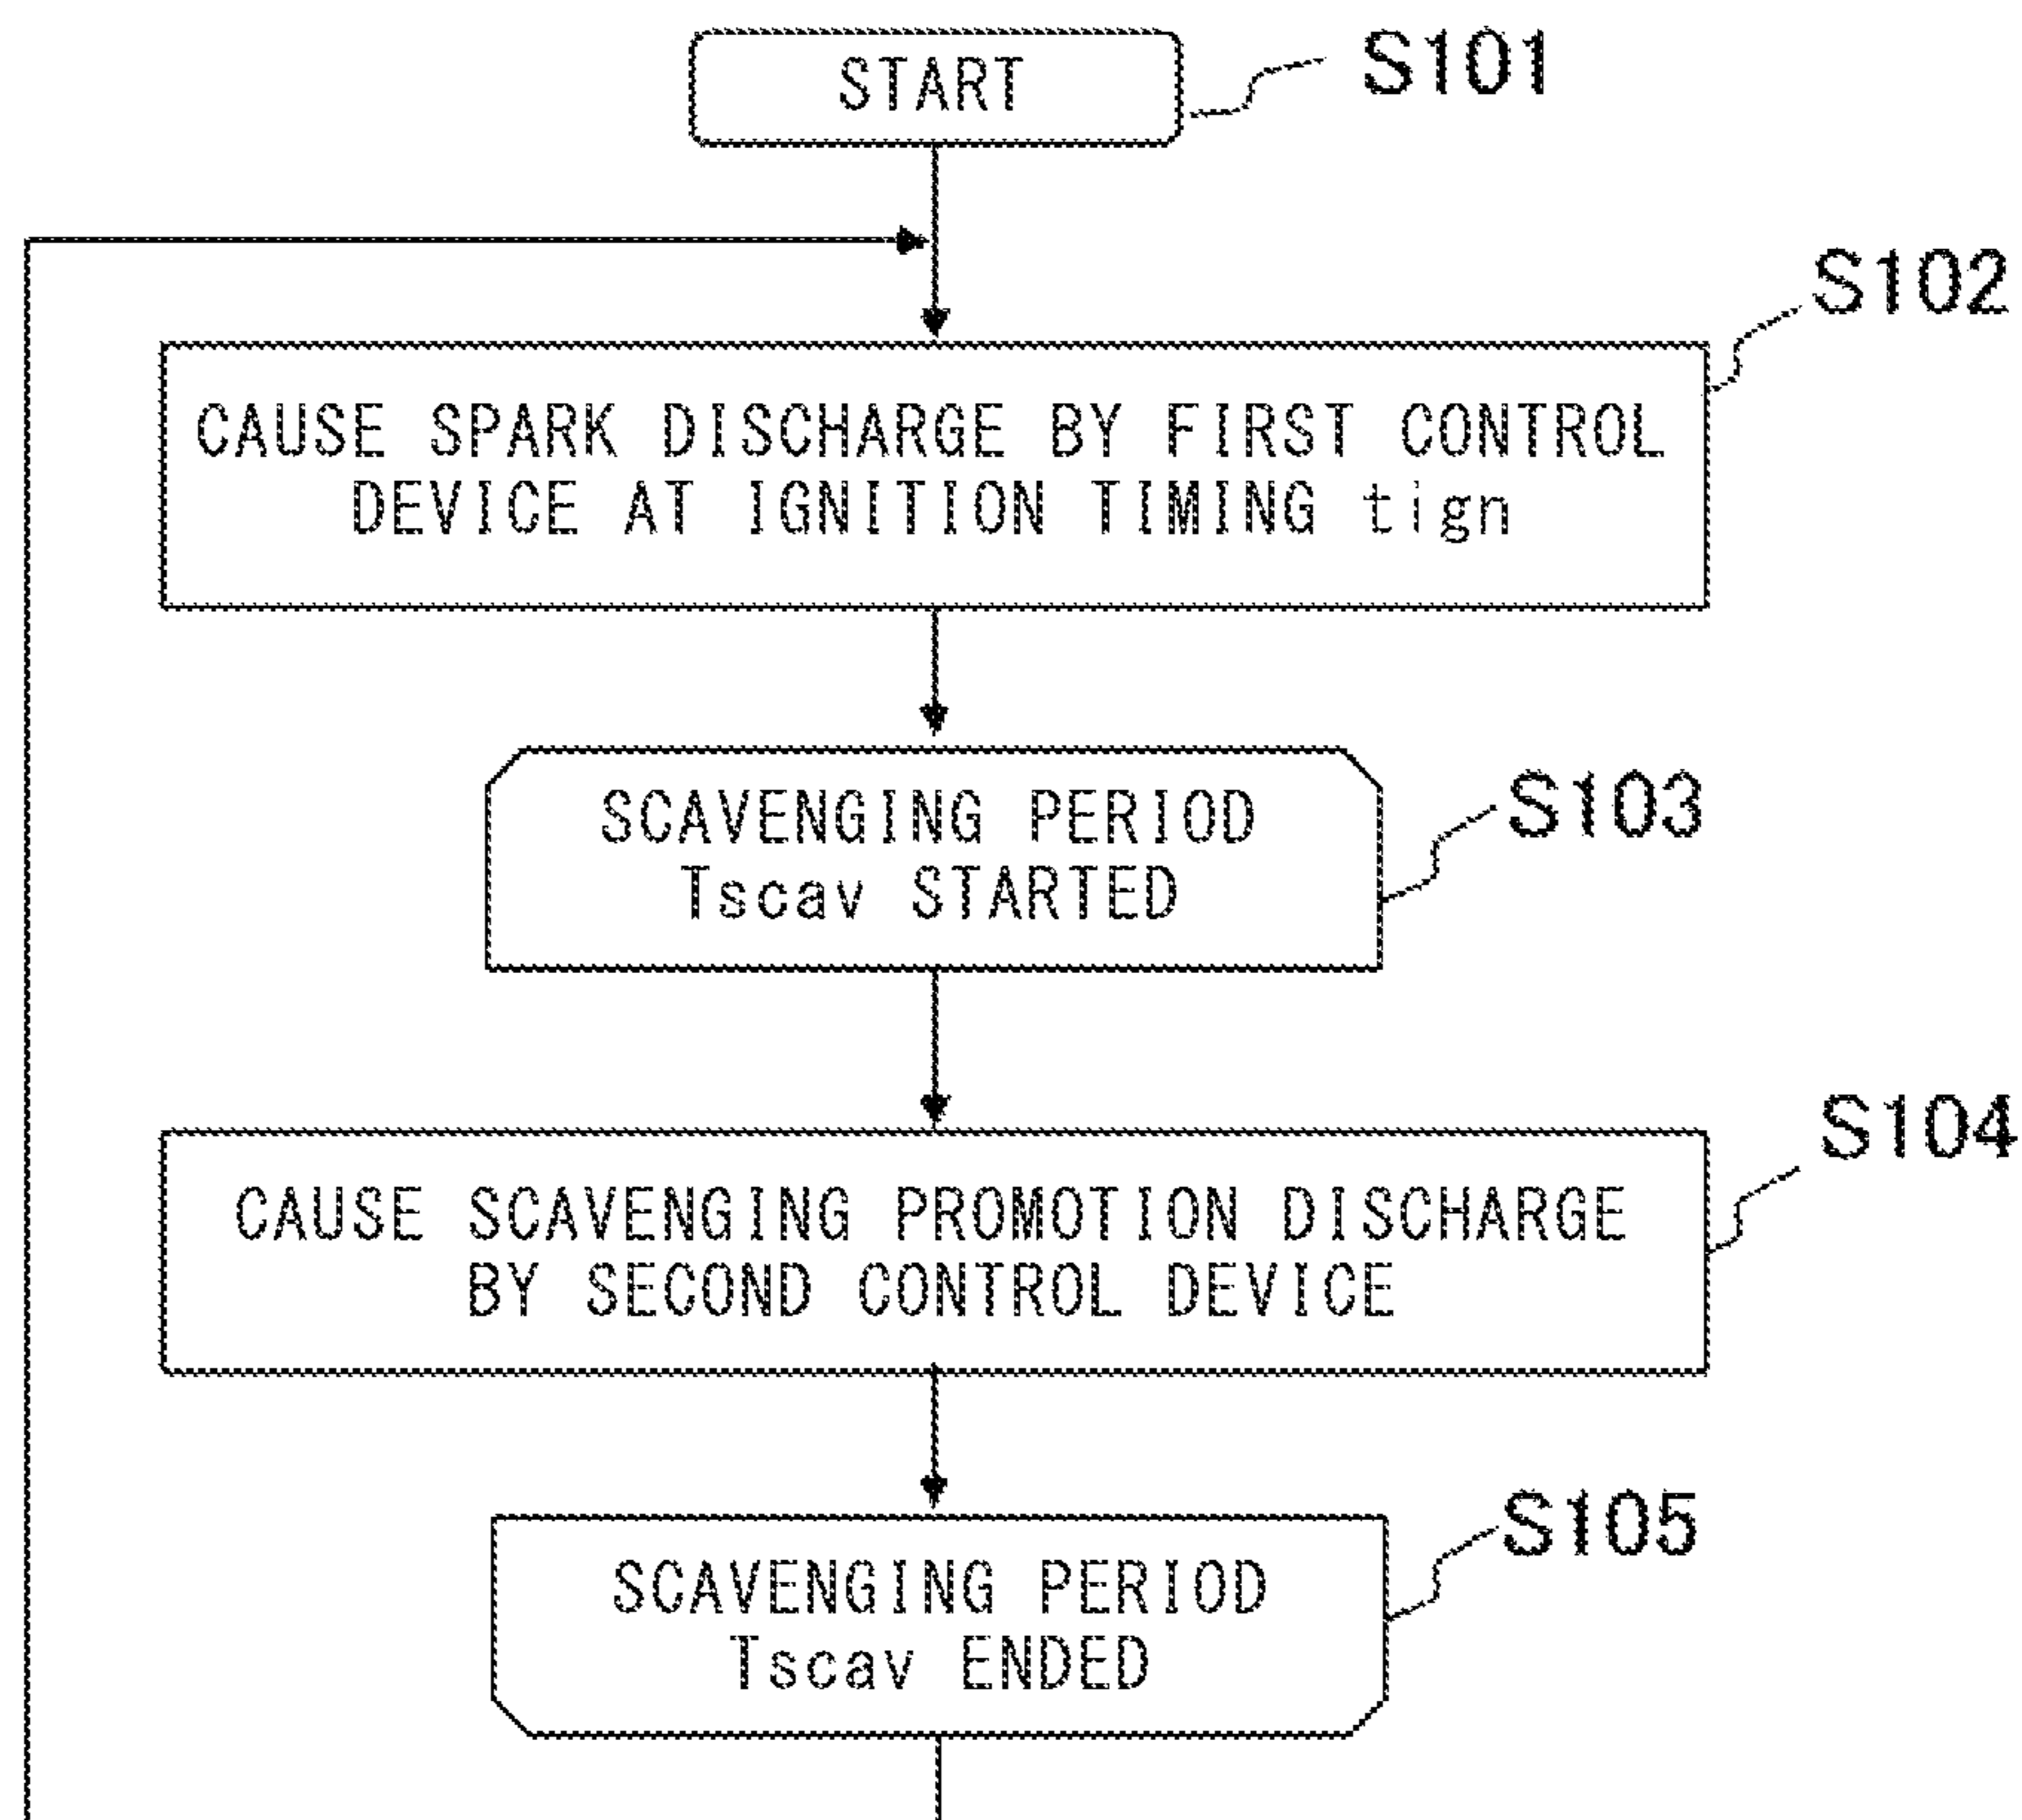 START
S101
S102
CAUSE SPARK DISCHARGE BY FIRST CONTROL
DEVICE AT IGNITION TIMING tign
SCAVENGING PERIOD
Tscav STARTED
S103
S104
CAUSE SCAVENGING PROMOTION DISCHARGE
BY SECOND CONTROL DEVICE
S105
SCAVENGING PERIOD
Tscav ENDED